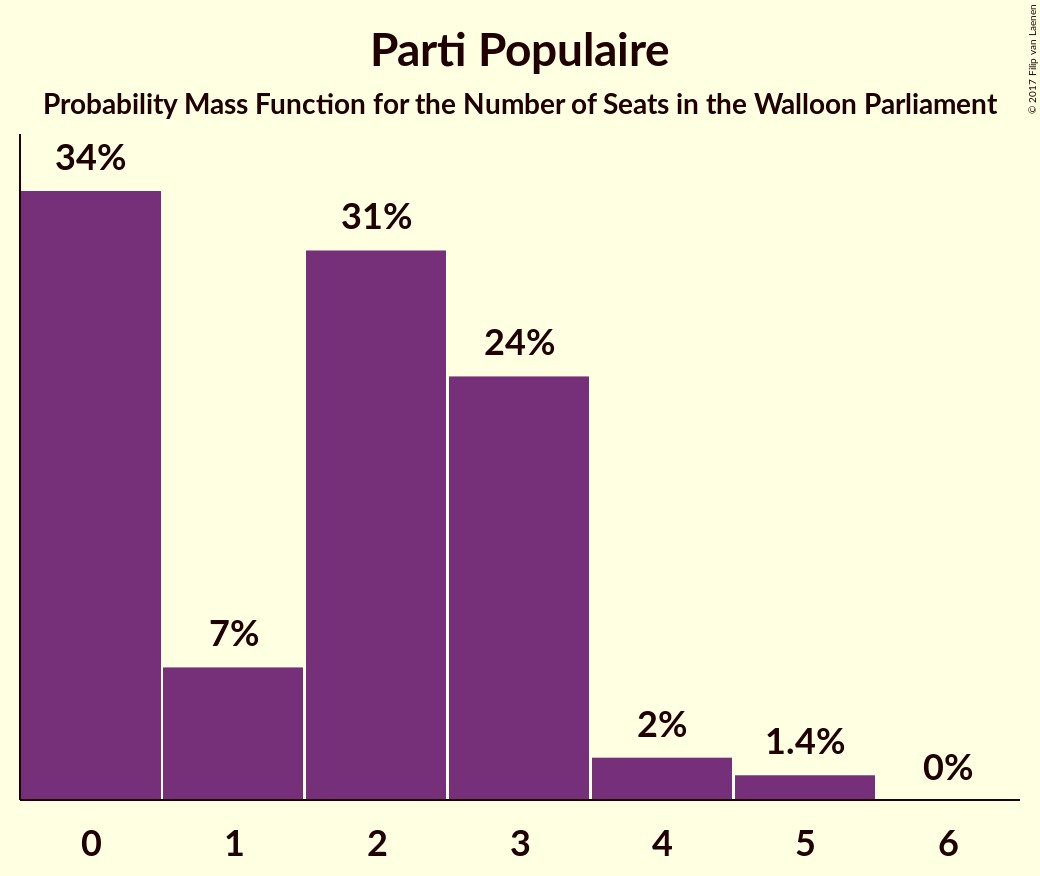 Parti Populaire
Probability Mass Function for the Number of Seats in the Walloon Parliament
© 2017 Filip van Laenen
34%
7%
31%
24%
2%
1.4%
0%
0 1 2 3 4 5 6